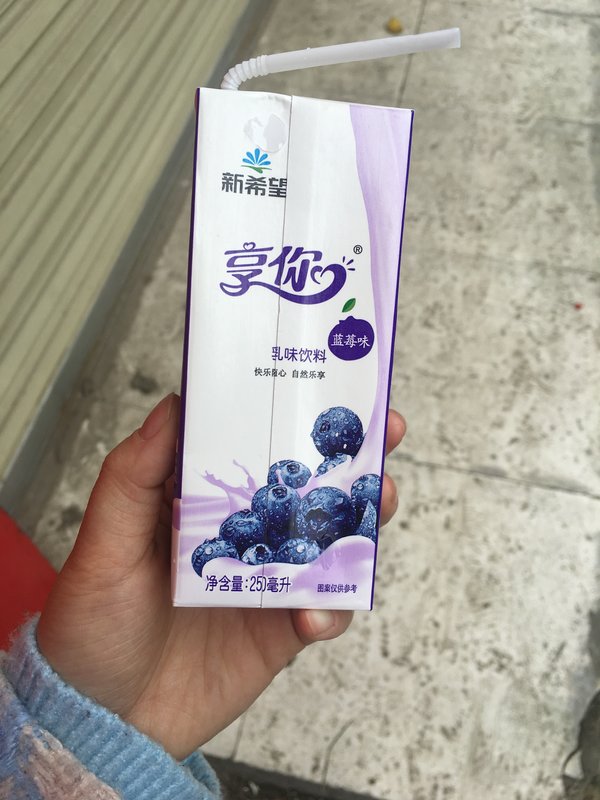 新希望
享你®
蓝莓味
乳味饮料
快乐随心 自然乐享
净含量:250毫升
图案仅供参考